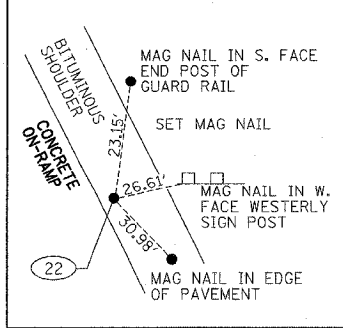 BITUMINOUS
SHOULDER
MAG NAIL IN S. FACE
END POST OF
GUARD RAIL
SET MAG NAIL
23.15'
CONCRETE
ON-RAMP
26.61'
MAG NAIL IN W.
FACE WESTERLY
SIGN POST
30.98'
22
MAG NAIL IN EDGE
OF PAVEMENT